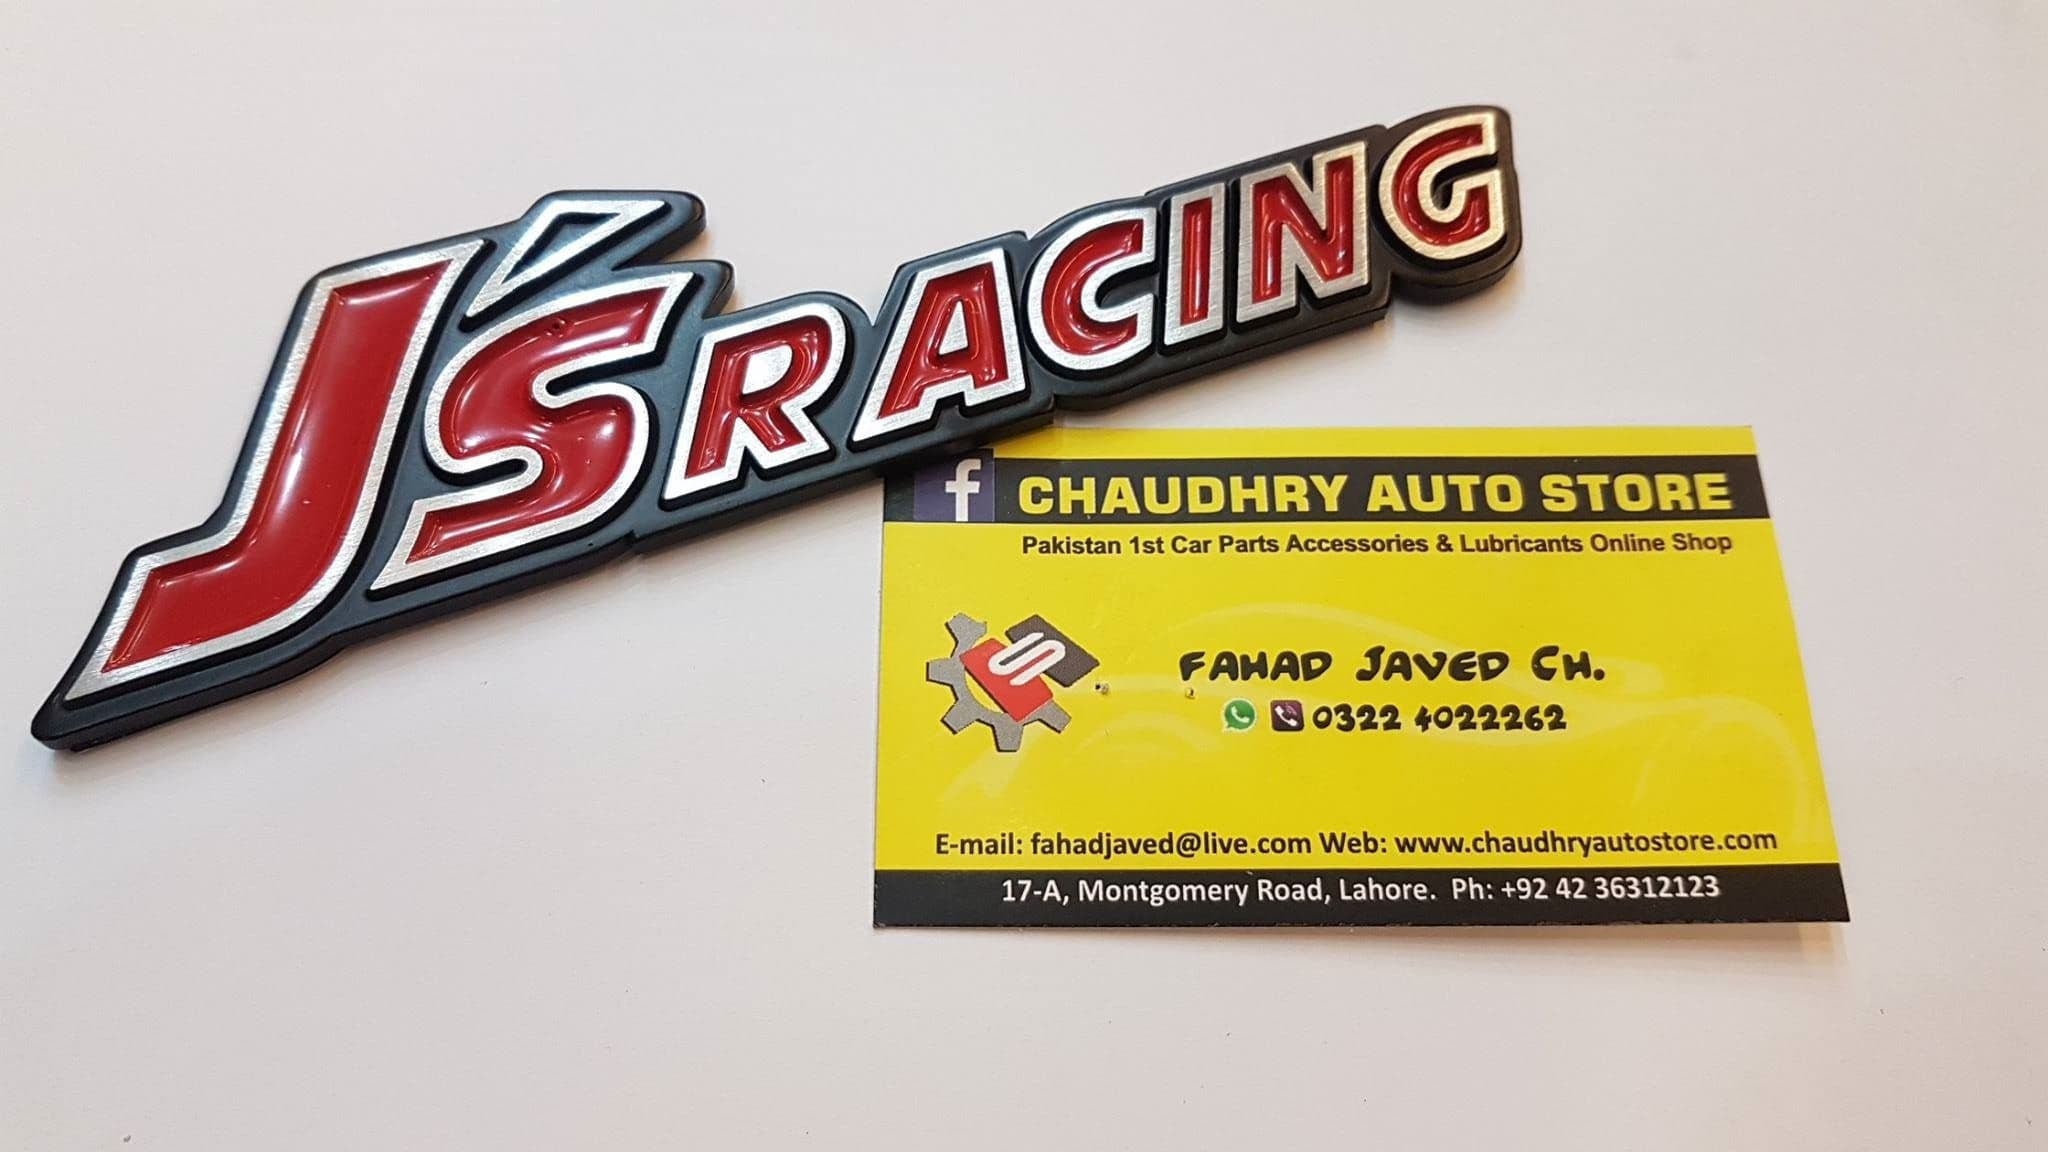 J'S RACING
f CHAUDHRY AUTO STORE
Pakistan 1st Car Parts Accessories & Lubricants Online Shop
FAHAD JAVED CH.
0322 4022262
E-mail: fahadjaved@live.com Web: www.chaudhryautostore.com
17-A, Montgomery Road, Lahore. Ph: +92 42 36312123